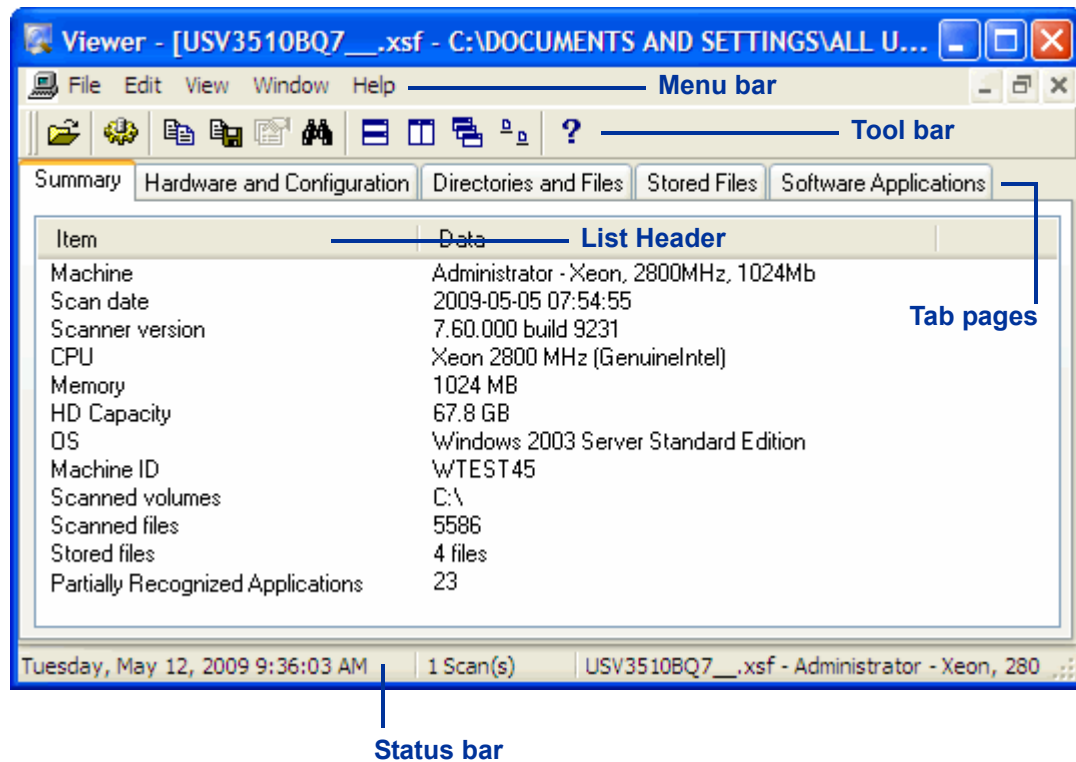 Viewer - [USV3510BQ7__.xsf - C:\DOCUMENTS AND SETTINGS\ALL U...
File Edit View Window Help Menu bar
Tool bar
Summary Hardware and Configuration Directories and Files Stored Files Software Applications
Item Data List Header
Machine Administrator - Xeon, 2800MHz, 1024Mb
Scan date 2009-05-05 07:54:55
Tab pages
Scanner version 7.60.000 build 9231
CPU Xeon 2800 MHz (GenuineIntel)
Memory 1024 MB
HD Capacity 67.8 GB
OS Windows 2003 Server Standard Edition
Machine ID WTEST45
Scanned volumes C:\
Scanned files 5586
Stored files 4 files
Partially Recognized Applications 23
Tuesday, May 12, 2009 9:36:03 AM 1 Scan(s) USV3510BQ7__.xsf - Administrator - Xeon, 280
Status bar